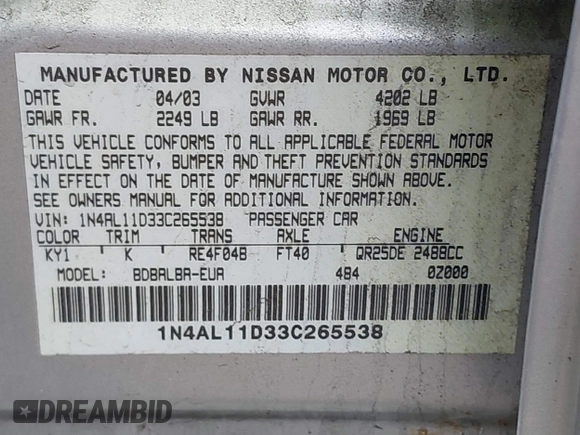 MANUFACTURED BY NISSAN MOTOR CO., LTD.
DATE 04/03 GVWR 4202 LB
GAWR FR. 2249 LB GAWR RR. 1969 LB
THIS VEHICLE CONFORMS TO ALL APPLICABLE FEDERAL MOTOR
VEHICLE SAFETY, BUMPER AND THEFT PREVENTION STANDARDS
IN EFFECT ON THE DATE OF MANUFACTURE SHOWN ABOVE.
SEE OWNERS MANUAL FOR ADDITIONAL INFORMATION.
VIN: 1N4AL11D33C265538 PASSENGER CAR
COLOR TRIM TRANS AXLE ENGINE
KY1 K RE4F04B FT40 QR25DE 2488CC
MODEL: BDBALBA-EUA 484 0Z000
1N4AL11D33C265538
DREAMBID